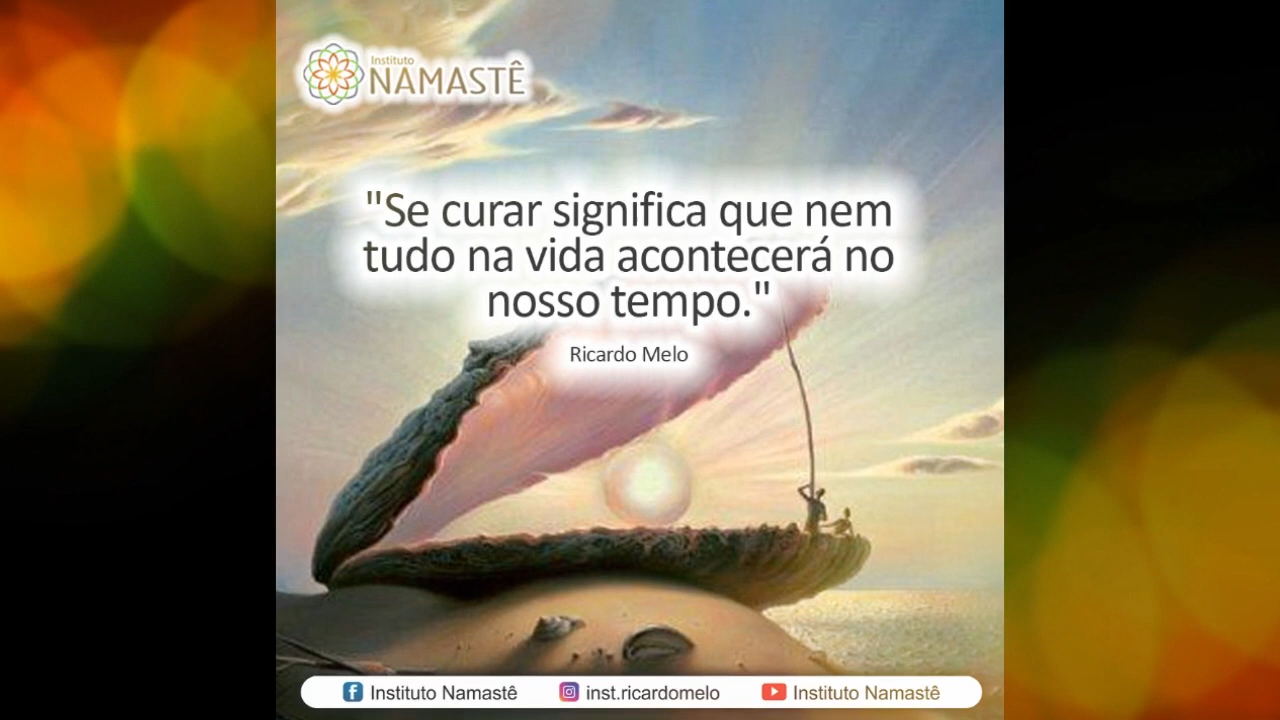 Instituto
NAMASTÊ
"Se curar significa que nem
tudo na vida acontecerá no
nosso tempo."
Ricardo Melo
Instituto Namastê inst.ricardomelo Instituto Namastê